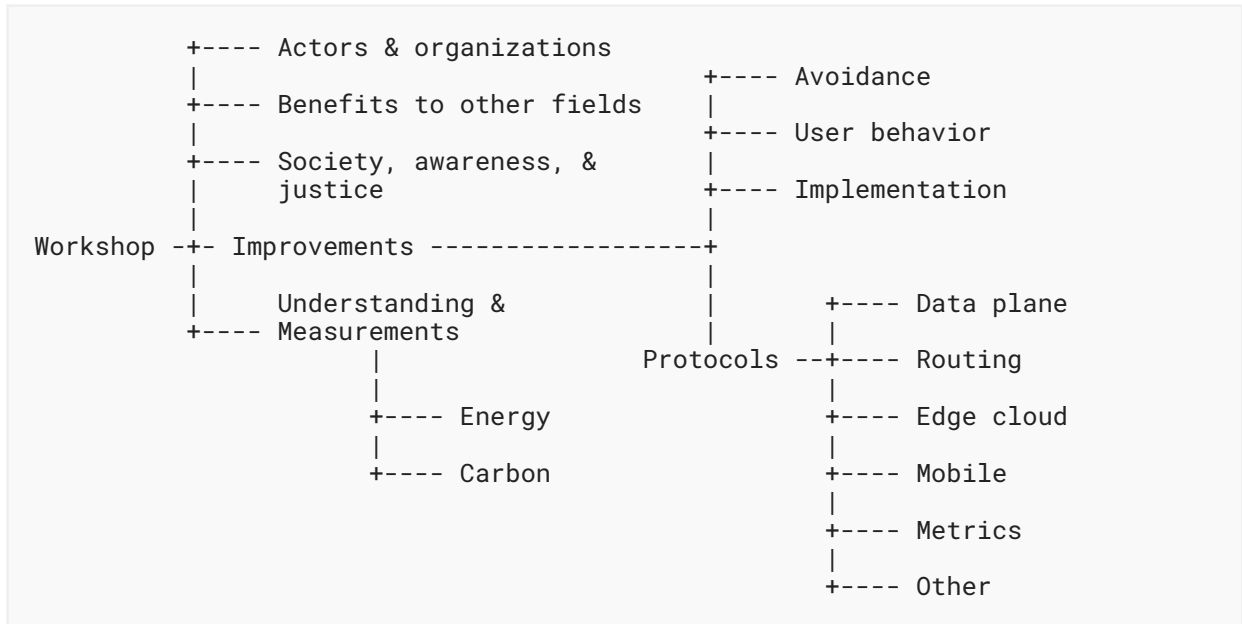 +---- Actors & organizations
| +---- Avoidance
+---- Benefits to other fields |
| +---- User behavior
+---- Society, awareness, & |
| justice +---- Implementation
| |
Workshop -+- Improvements ------------------+
| |
| Understanding & | +---- Data plane
+---- Measurements | |
| Protocols --+---- Routing
| |
+---- Energy +---- Edge cloud
| |
+---- Carbon +---- Mobile
|
+---- Metrics
|
+---- Other